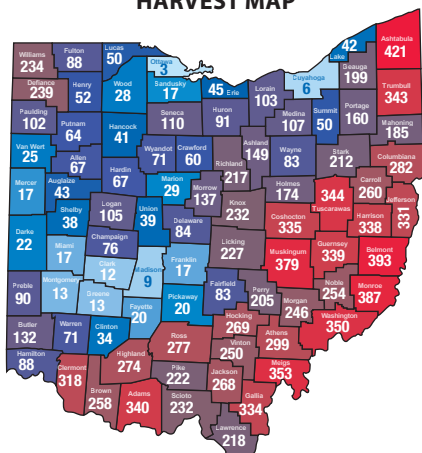 HARVEST MAP
Williams
234
Fulton
88
Lucas
50
Ottawa
3
Lake
42
Ashtabula
421
Geauga
199
Cuyahoga
6
Defiance
239
Henry
52
Wood
28
Sandusky
17
45 Erie
Lorain
103
Trumbull
343
Paulding
102
Putnam
64
Hancock
41
Seneca
110
Huron
91
Medina
107
Summit
50
Portage
160
Mahoning
185
Van Wert
25
Allen
67
Wyandot
71
Crawford
60
Richland
217
Ashland
149
Wayne
83
Stark
212
Columbiana
282
Mercer
17
Auglaize
43
Hardin
67
Marion
29
Morrow
137
Knox
232
Holmes
174
344
Tuscarawas
Carroll
260
Jefferson
331
Shelby
38
Logan
105
Union
39
Delaware
84
Coshocton
335
Harrison
338
Darke
22
Miami
17
Champaign
76
Licking
227
Muskingum
379
Guernsey
339
Belmont
393
Clark
12
Madison
9
Franklin
17
Preble
90
Montgomery
13
Greene
13
Fayette
20
Pickaway
20
Fairfield
83
Perry
205
Morgan
246
Noble
254
Monroe
387
Butler
132
Warren
71
Clinton
34
Ross
277
Hocking
269
Athens
299
Washington
350
Hamilton
88
Clermont
318
Highland
274
Pike
222
Vinton
250
Jackson
268
Meigs
353
Brown
258
Adams
340
Scioto
232
Gallia
334
Lawrence
218